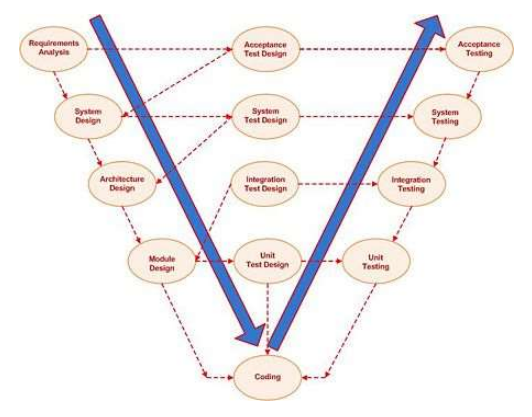 Requirements
Analysis
Acceptance
Test Design
Acceptance
Testing
System
Design
System
Test Design
System
Testing
Architecture
Design
Integration
Test Design
Integration
Testing
Module
Design
Unit
Test Design
Unit
Testing
Coding